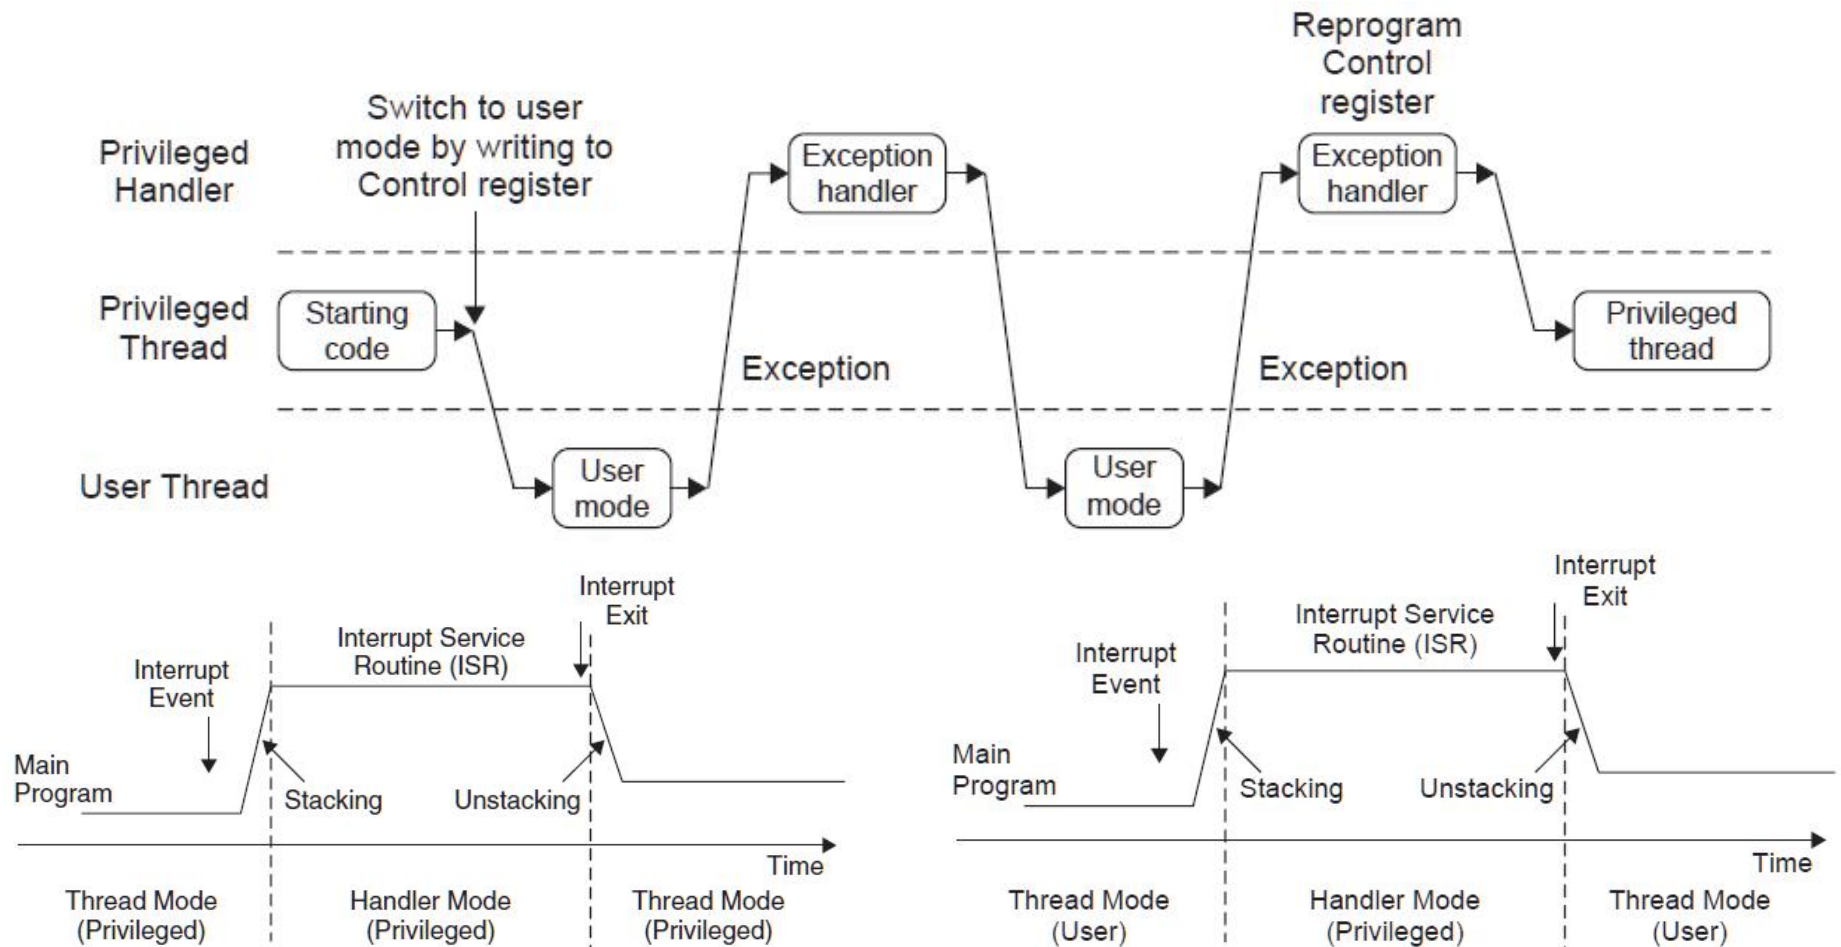 Reprogram
Control
register
Switch to user
mode by writing to
Control register
Privileged
Handler
Exception
handler
Exception
handler
Privileged
Thread
Starting
code
Exception
Exception
Privileged
thread
User Thread
User
mode
User
mode
Interrupt
Exit
Interrupt Service
Routine (ISR)
Interrupt
Event
Main
Program
Stacking
Unstacking
Time
Thread Mode
(Privileged)
Handler Mode
(Privileged)
Thread Mode
(Privileged)
Interrupt
Exit
Interrupt Service
Routine (ISR)
Interrupt
Event
Main
Program
Stacking
Unstacking
Time
Thread Mode
(User)
Handler Mode
(Privileged)
Thread Mode
(User)